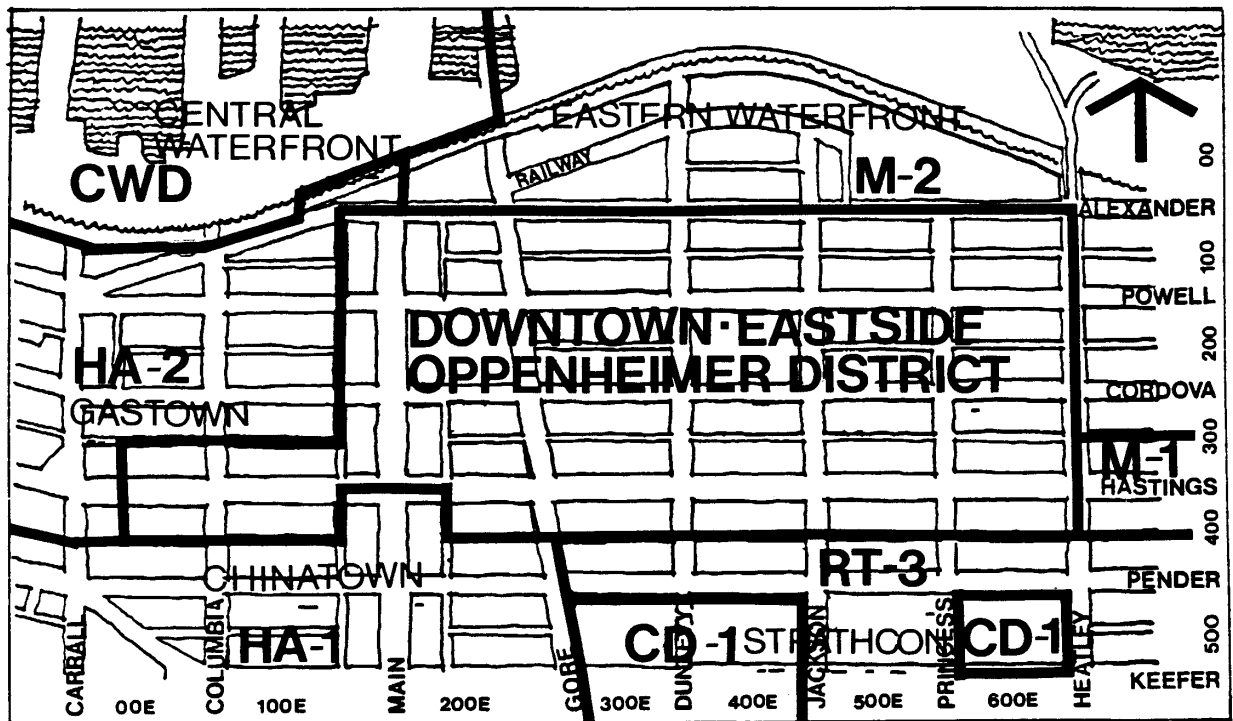 CENTRAL
WATERFRONT
CWD
EASTERN WATERFRONT
RAILWAY
M-2
00
ALEXANDER
100
POWELL
DOWNTOWN·EASTSIDE
OPPENHEIMER DISTRICT
200
HA-2
GASTOWN
CORDOVA
300
M-1
HASTINGS
400
CHINATOWN
RT-3
PENDER
HA-1
CD-1
STRATHCON
CD-1
500
KEEFER
CARRALL
COLUMBIA
MAIN
GORE
DUNLEVY
JACKSON
PRINCESS
HEATLEY
00E
100E
200E
300E
400E
500E
600E